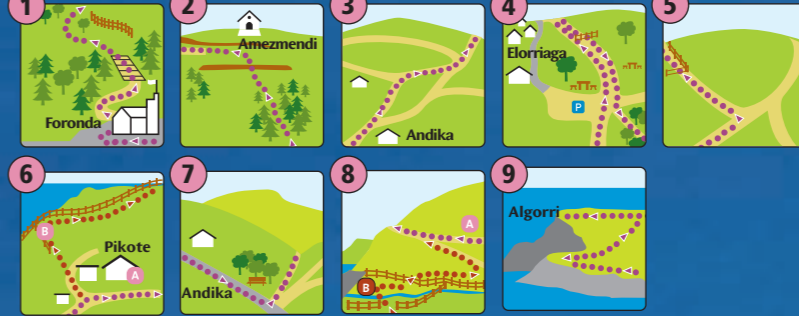 1
Foronda
2
Amezmendi
3
Andika
4
Elorriaga
P
5
6
B
Pikote
A
7
Andika
8
A
B
9
Algorri